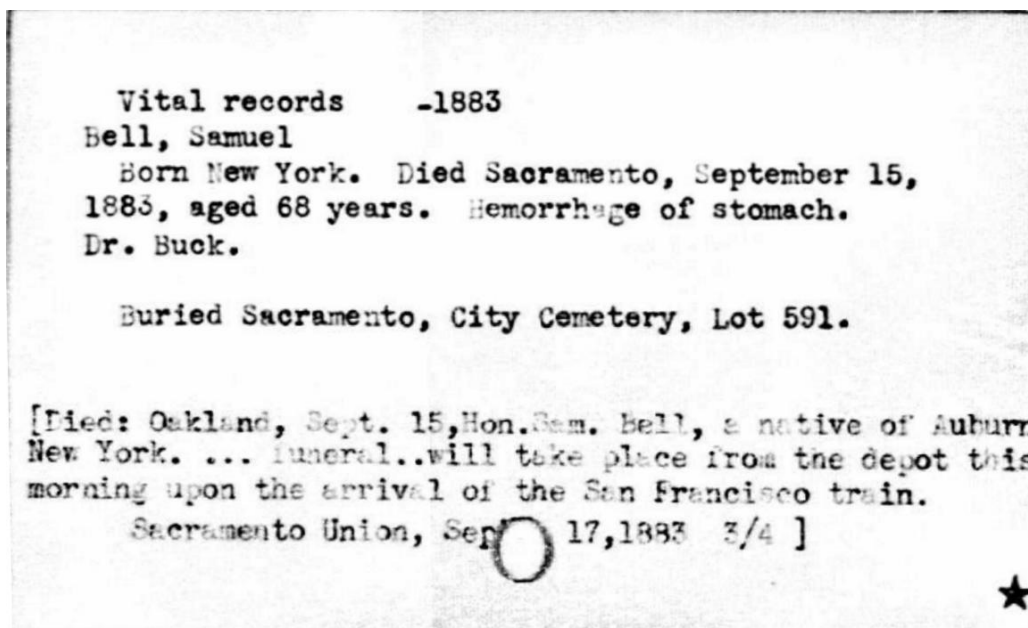 Vital records -1883
Bell, Samuel
Born New York. Died Sacramento, September 15,
1883, aged 68 years. Hemorrhage of stomach.
Dr. Buck.
Buried Sacramento, City Cemetery, Lot 591.
[Died: Oakland, Sept. 15,Hon.Sam. Bell, a native of Auburn
New York. ... funeral..will take place from the depot this
morning upon the arrival of the San Francisco train.
Sacramento Union, Sep 17,1883 3/4 ]